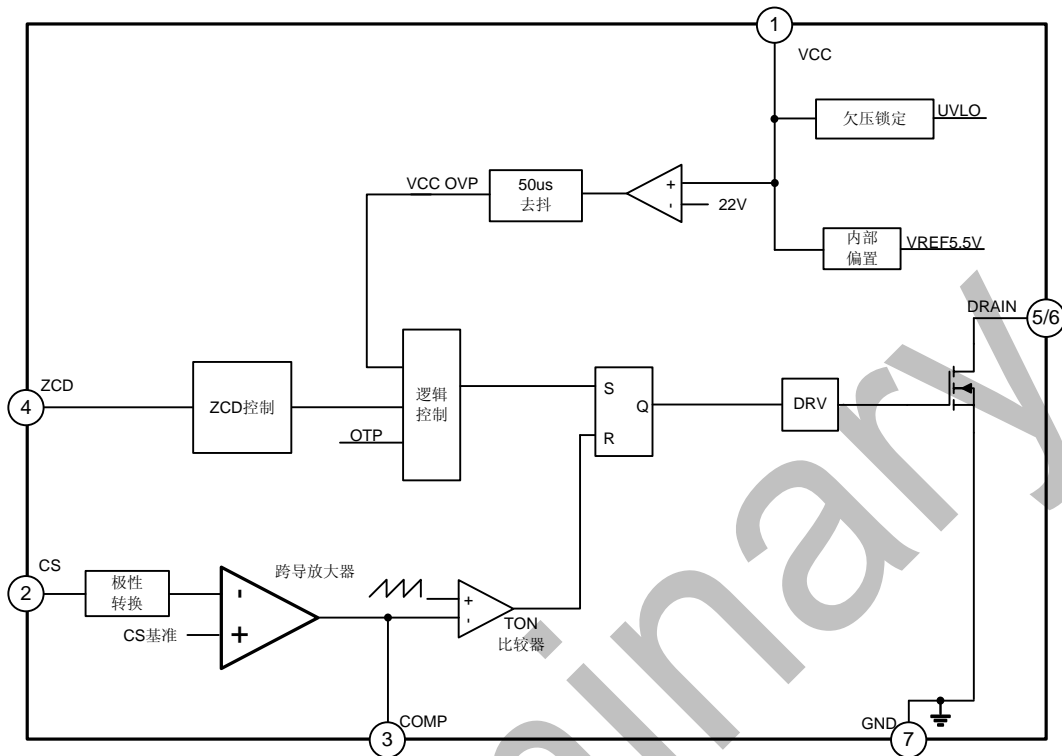 1
VCC
欠压锁定
UVLO
VCC OVP
50us
去抖
+
-
22V
内部
偏置
VREF5.5V
DRAIN
5/6
ZCD
4
ZCD控制
逻辑
控制
OTP
S
R
Q
DRV
CS
2
极性
转换
CS基准
-
+
跨导放大器
+
-
TON
比较器
3
COMP
GND
7
inary